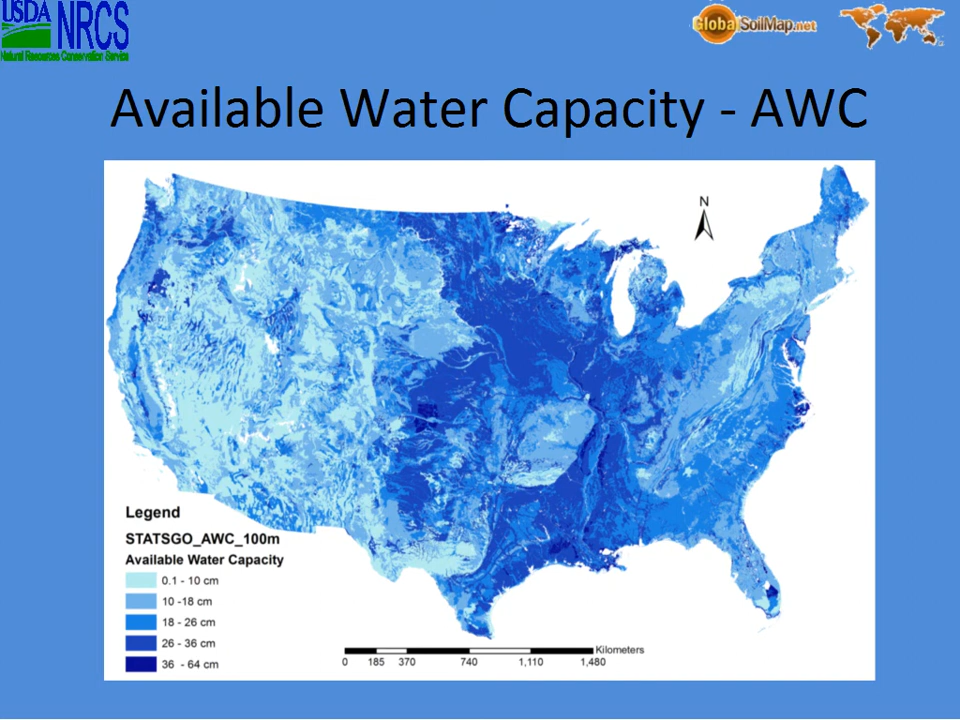 USDA
NRCS
Natural Resources Conservation Service
GlobalSoilMap.net
Available Water Capacity - AWC
N
Legend
STATSGO_AWC_100m
Available Water Capacity
0.1 - 10 cm
10 -18 cm
18 - 26 cm
26 - 36 cm
36 - 64 cm
Kilometers
0 185 370 740 1,110 1,480